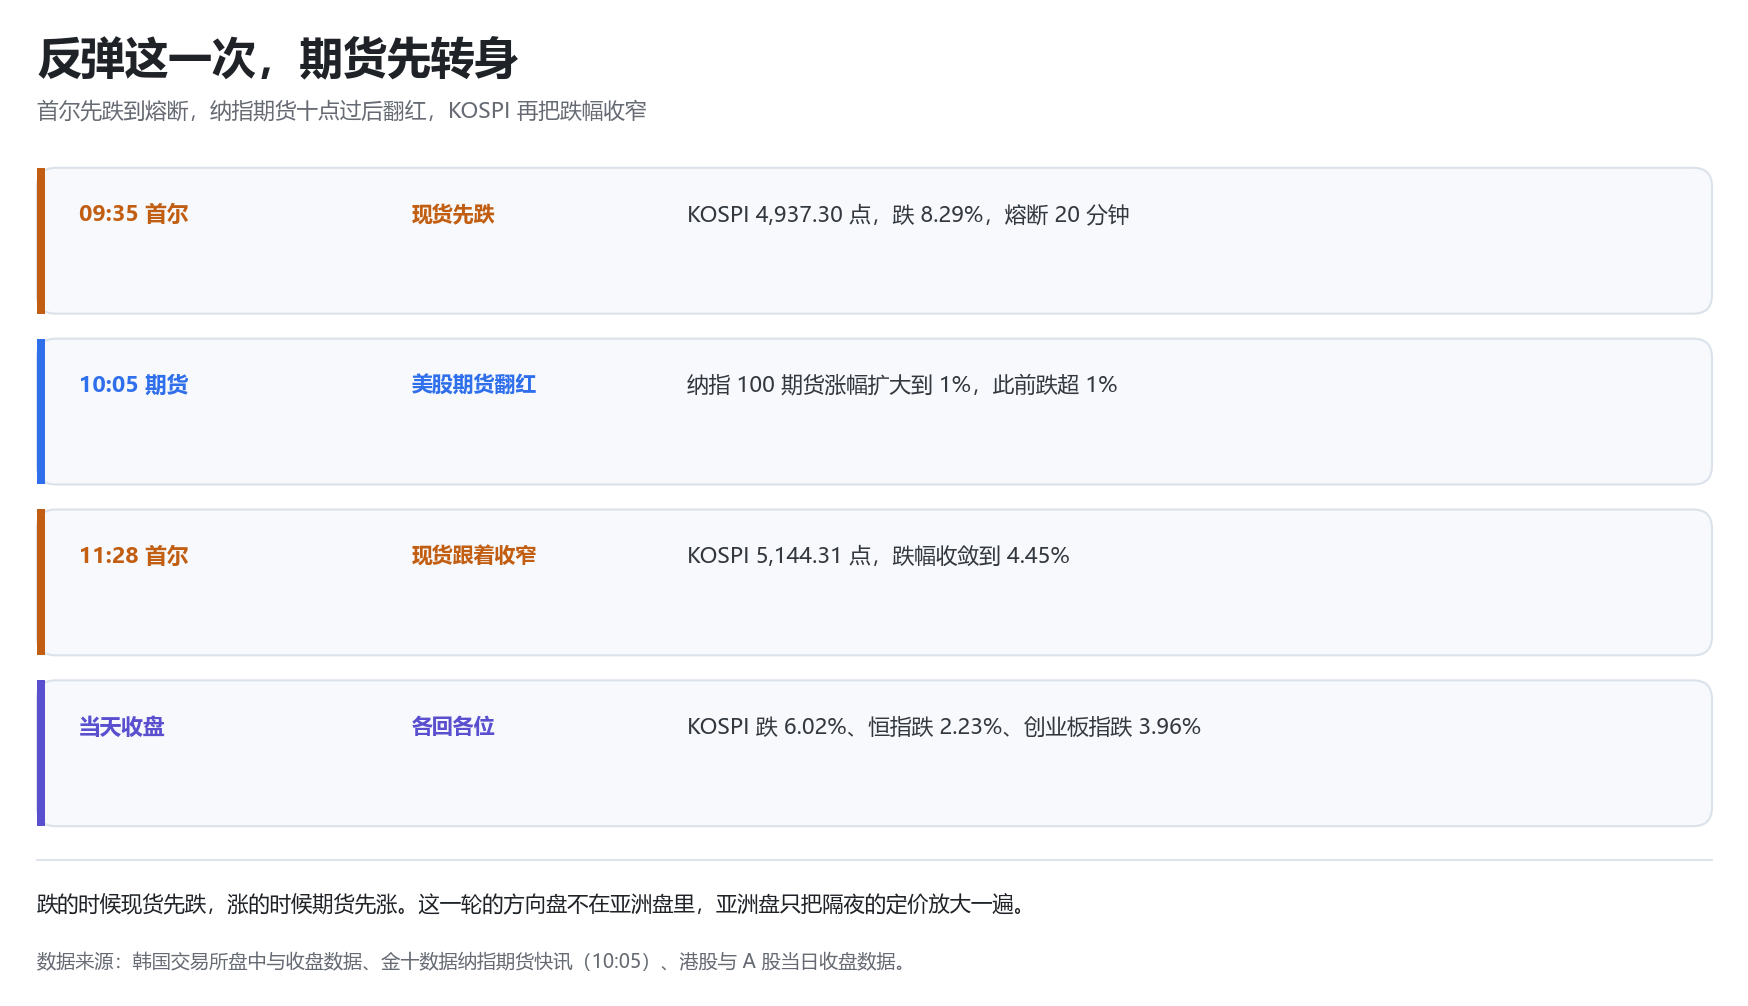 反弹这一次，期货先转身
首尔先跌到熔断，纳指期货十点过后翻红，KOSPI 再把跌幅收窄
09:35 首尔 现货先跌 KOSPI 4,937.30 点，跌 8.29%，熔断 20 分钟
10:05 期货 美股期货翻红 纳指 100 期货涨幅扩大到 1%，此前跌超 1%
11:28 首尔 现货跟着收窄 KOSPI 5,144.31 点，跌幅收敛到 4.45%
当天收盘 各回各位 KOSPI 跌 6.02%、恒指跌 2.23%、创业板指跌 3.96%
跌的时候现货先跌，涨的时候期货先涨。这一轮的方向盘不在亚洲盘里，亚洲盘只把隔夜的定价放大一遍。
数据来源：韩国交易所盘中与收盘数据、金十数据纳指期货快讯（10:05）、港股与 A 股当日收盘数据。